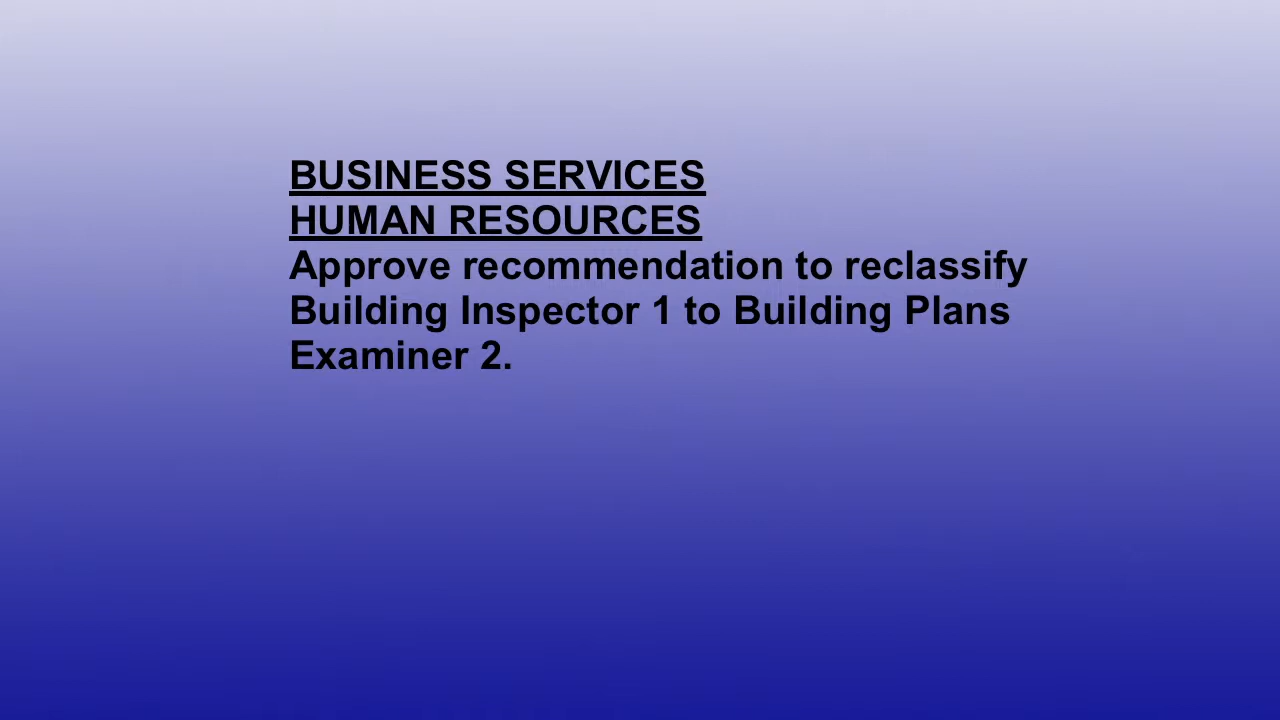 BUSINESS SERVICES
HUMAN RESOURCES
Approve recommendation to reclassify
Building Inspector 1 to Building Plans
Examiner 2.